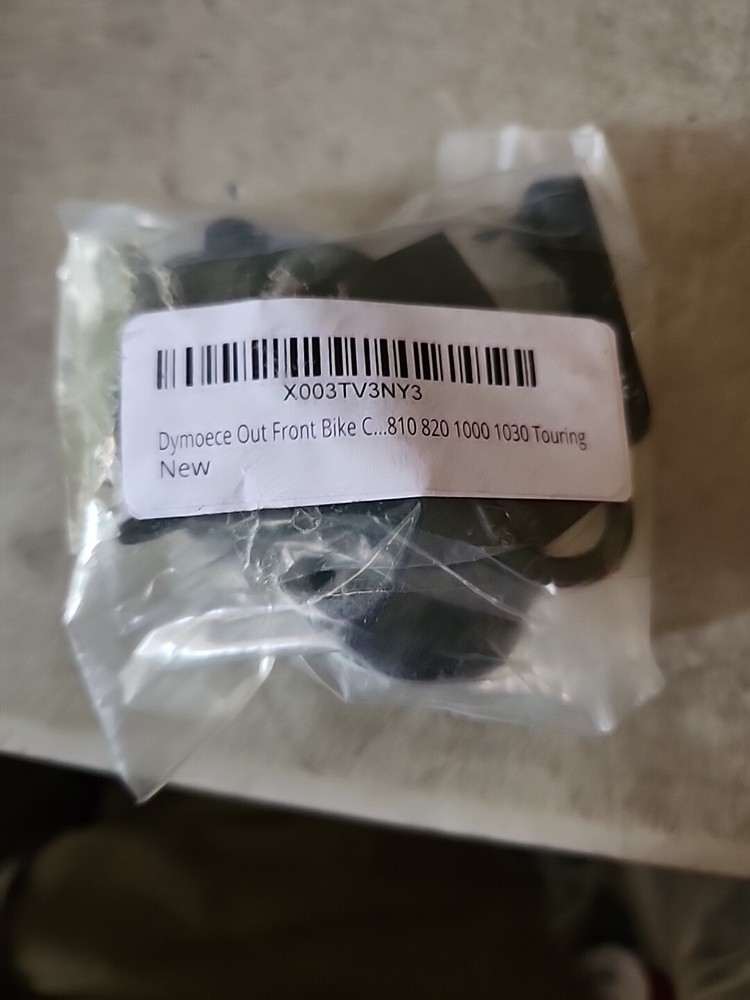 X003TV3NY3
Dymoece Out Front Bike C...810 820 1000 1030 Touring
New